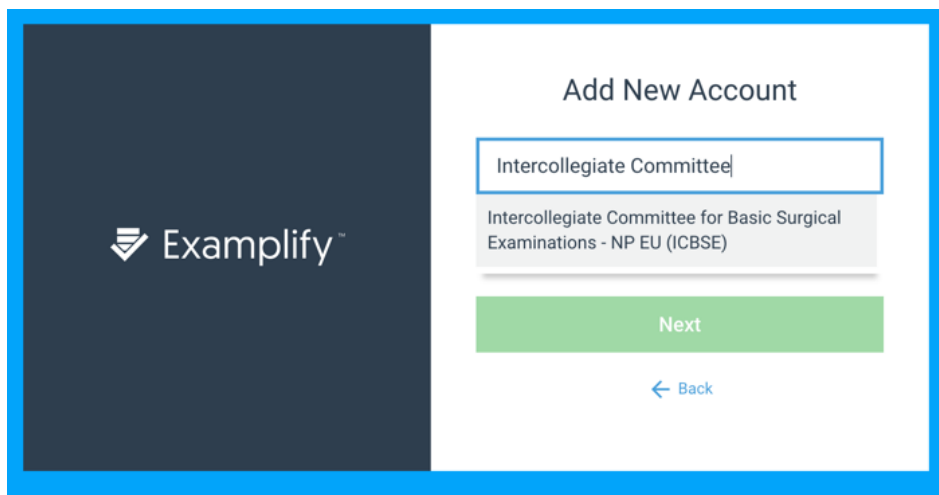 Add New Account
Intercollegiate Committee
Intercollegiate Committee for Basic Surgical
Examinations - NP EU (ICBSE)
Examplify™
Next
← Back